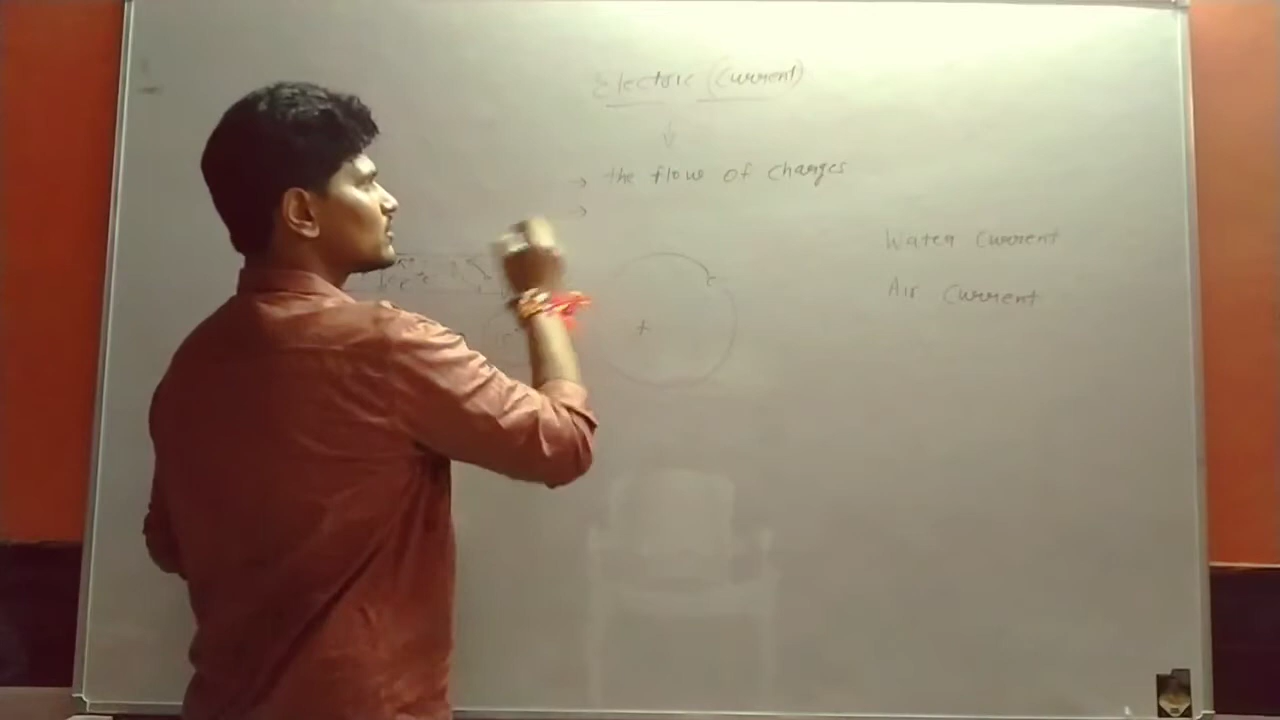 Electric (Current)
→ the flow of charges
→
Water Current
Air Current
e
+